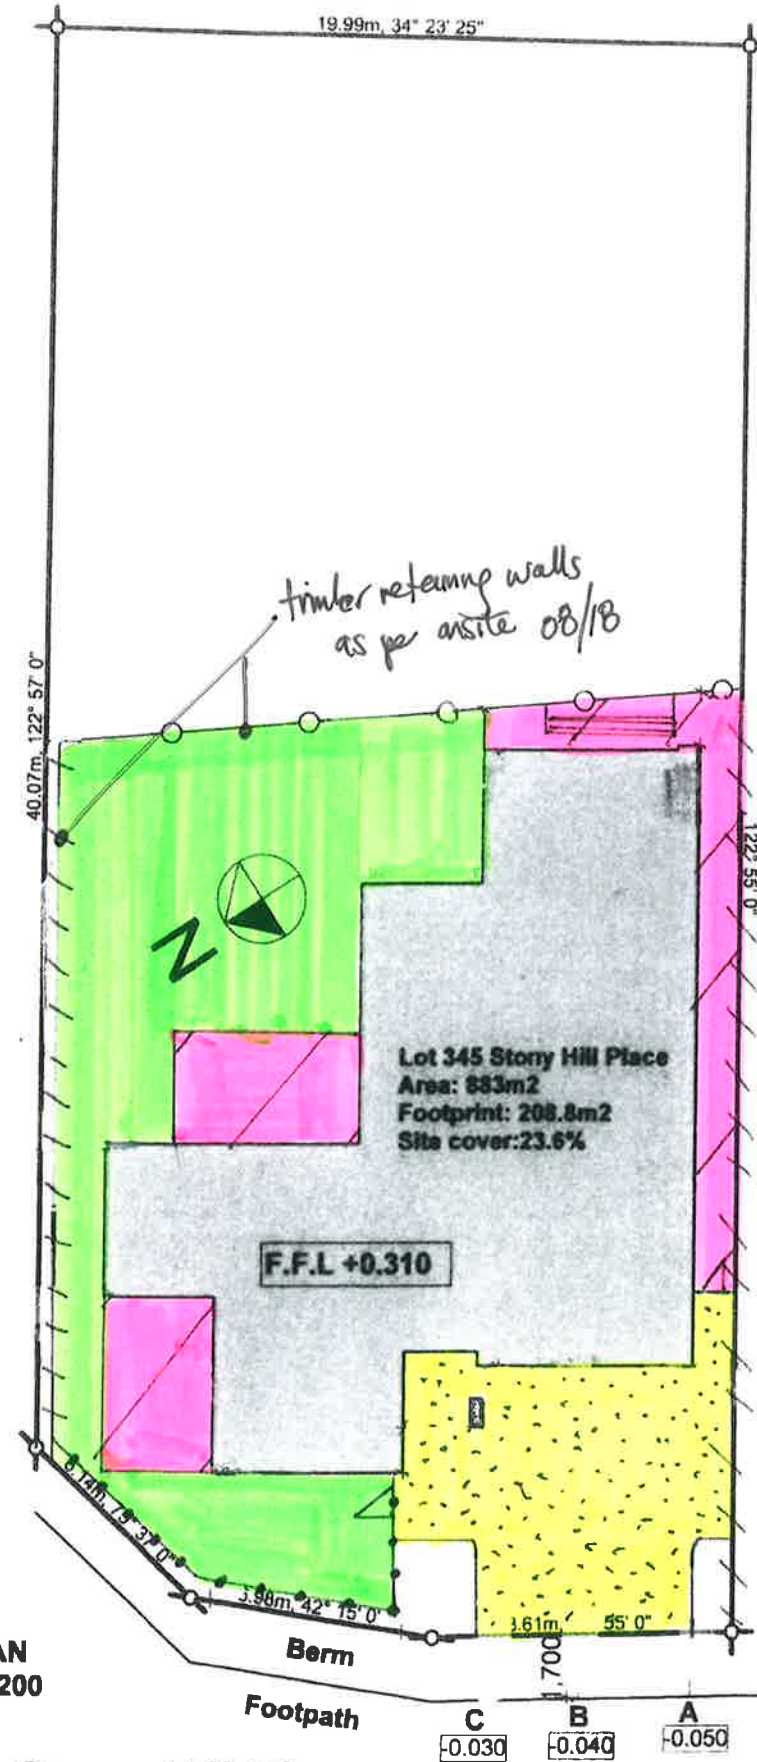 19.99m, 34° 23' 25"
timber retaining walls
as per onsite 08/18
40.07m, 122° 57' 0"
122° 55' 0"
N
Lot 345 Stony Hill Place
Area: 883m2
Footprint: 208.8m2
Site cover:23.6%
F.F.L +0.310
6.14m, 79° 37' 0"
5.98m, 42° 15' 0"
.61m 55' 0"
Berm
AN
200
1,700
Footpath
C B A
-0.030 -0.040 -0.050